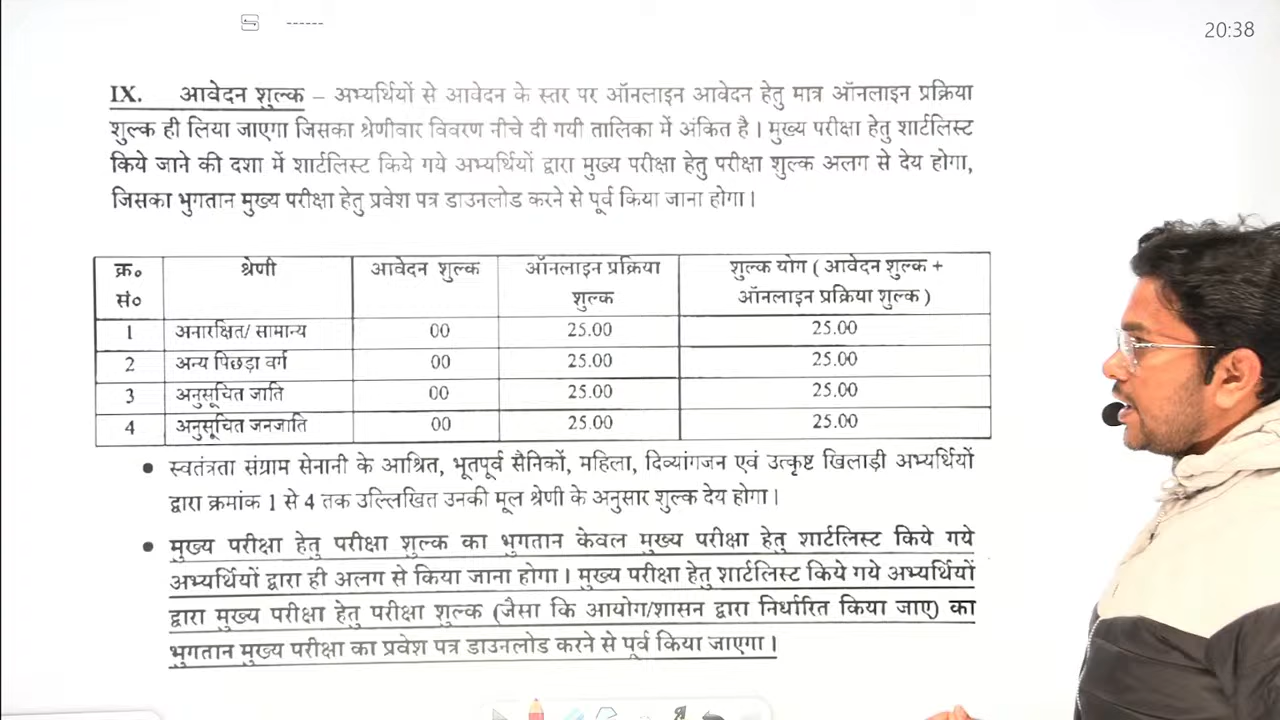 20:38
IX. आवेदन शुल्क – अभ्यर्थियों से आवेदन के स्तर पर ऑनलाइन आवेदन हेतु मात्र ऑनलाइन प्रक्रिया
शुल्क ही लिया जाएगा जिसका श्रेणीवार विवरण नीचे दी गयी तालिका में अंकित है। मुख्य परीक्षा हेतु शार्टलिस्ट
किये जाने की दशा में शार्टलिस्ट किये गये अभ्यर्थियों द्वारा मुख्य परीक्षा हेतु परीक्षा शुल्क अलग से देय होगा,
जिसका भुगतान मुख्य परीक्षा हेतु प्रवेश पत्र डाउनलोड करने से पूर्व किया जाना होगा।
क्र० सं० श्रेणी आवेदन शुल्क ऑनलाइन प्रक्रिया शुल्क शुल्क योग ( आवेदन शुल्क + ऑनलाइन प्रक्रिया शुल्क )
1 अनारक्षित/ सामान्य 00 25.00 25.00
2 अन्य पिछड़ा वर्ग 00 25.00 25.00
3 अनुसूचित जाति 00 25.00 25.00
4 अनुसूचित जनजाति 00 25.00 25.00
• स्वतंत्रता संग्राम सेनानी के आश्रित, भूतपूर्व सैनिकों, महिला, दिव्यांगजन एवं उत्कृष्ट खिलाड़ी अभ्यर्थियों
द्वारा क्रमांक 1 से 4 तक उल्लिखित उनकी मूल श्रेणी के अनुसार शुल्क देय होगा।
• मुख्य परीक्षा हेतु परीक्षा शुल्क का भुगतान केवल मुख्य परीक्षा हेतु शार्टलिस्ट किये गये
अभ्यर्थियों द्वारा ही अलग से किया जाना होगा। मुख्य परीक्षा हेतु शार्टलिस्ट किये गये अभ्यर्थियों
द्वारा मुख्य परीक्षा हेतु परीक्षा शुल्क (जैसा कि आयोग/शासन द्वारा निर्धारित किया जाए) का
भुगतान मुख्य परीक्षा का प्रवेश पत्र डाउनलोड करने से पूर्व किया जाएगा।